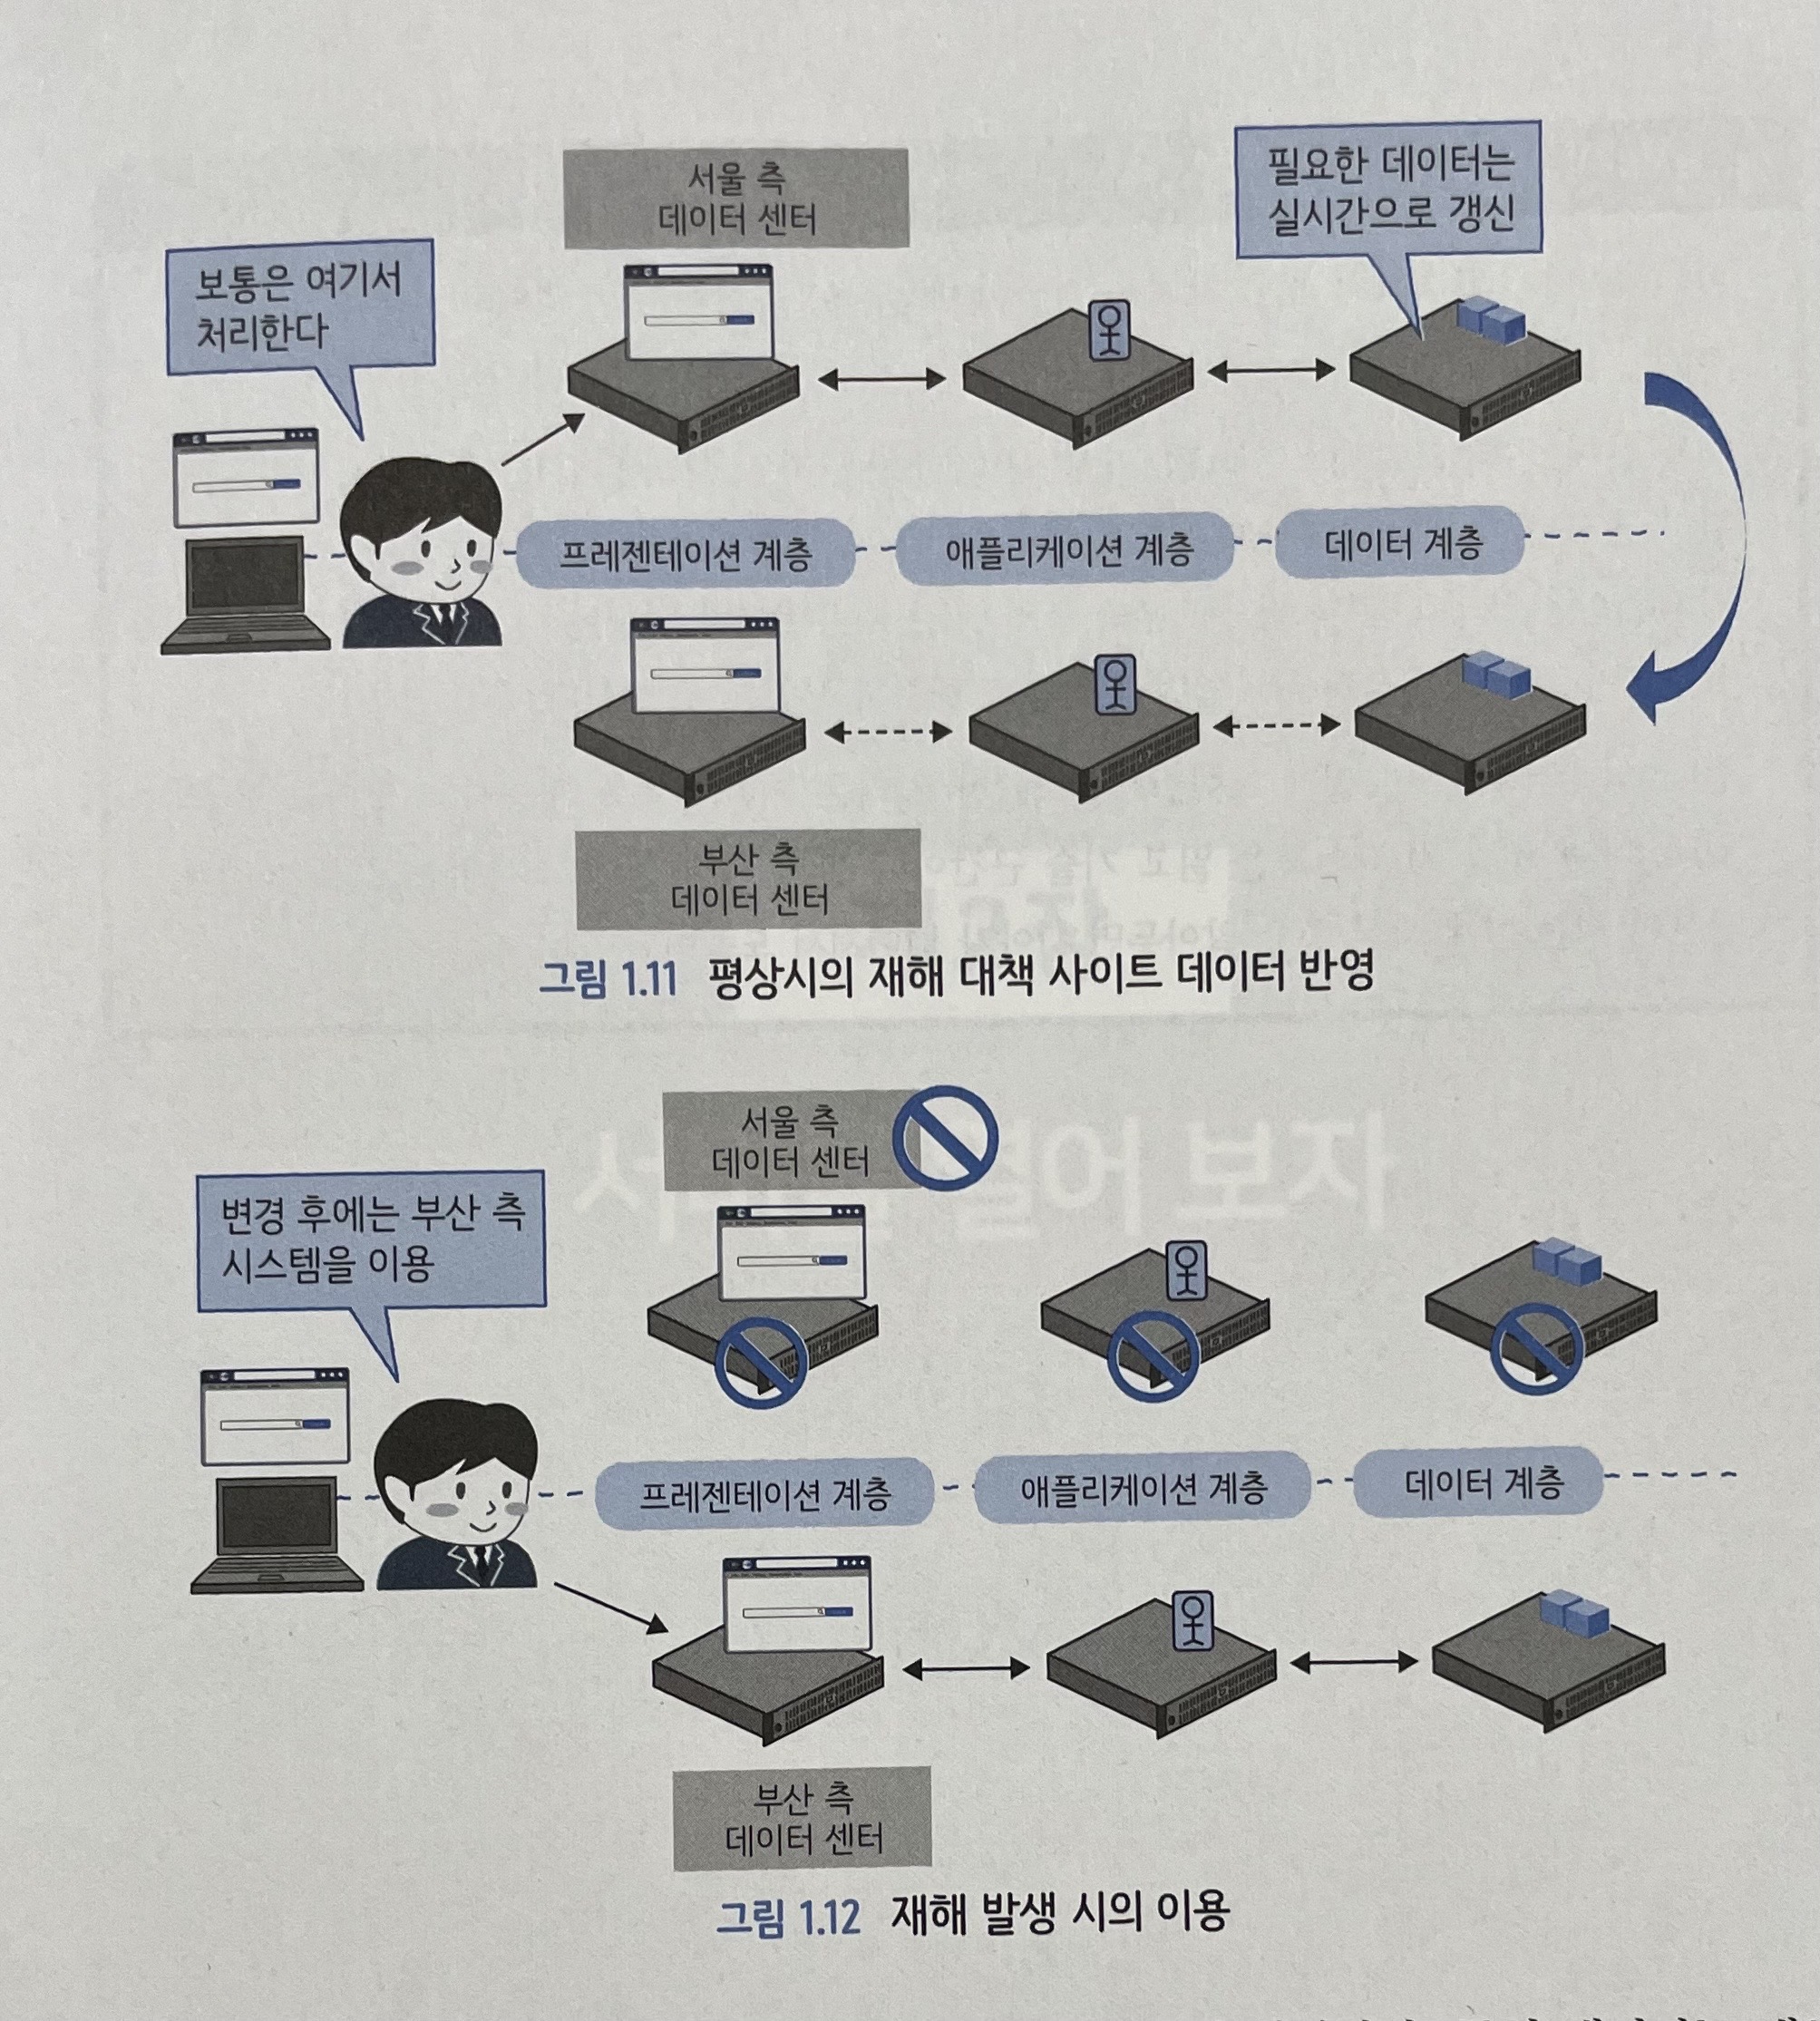 서울 측
데이터 센터
필요한 데이터는
실시간으로 갱신
보통은 여기서
처리한다
프레젠테이션 계층
애플리케이션 계층
데이터 계층
부산 측
데이터 센터
그림 1.11 평상시의 재해 대책 사이트 데이터 반영
서울 측
데이터 센터
변경 후에는 부산 측
시스템을 이용
프레젠테이션 계층
애플리케이션 계층
데이터 계층
부산 측
데이터 센터
그림 1.12 재해 발생 시의 이용